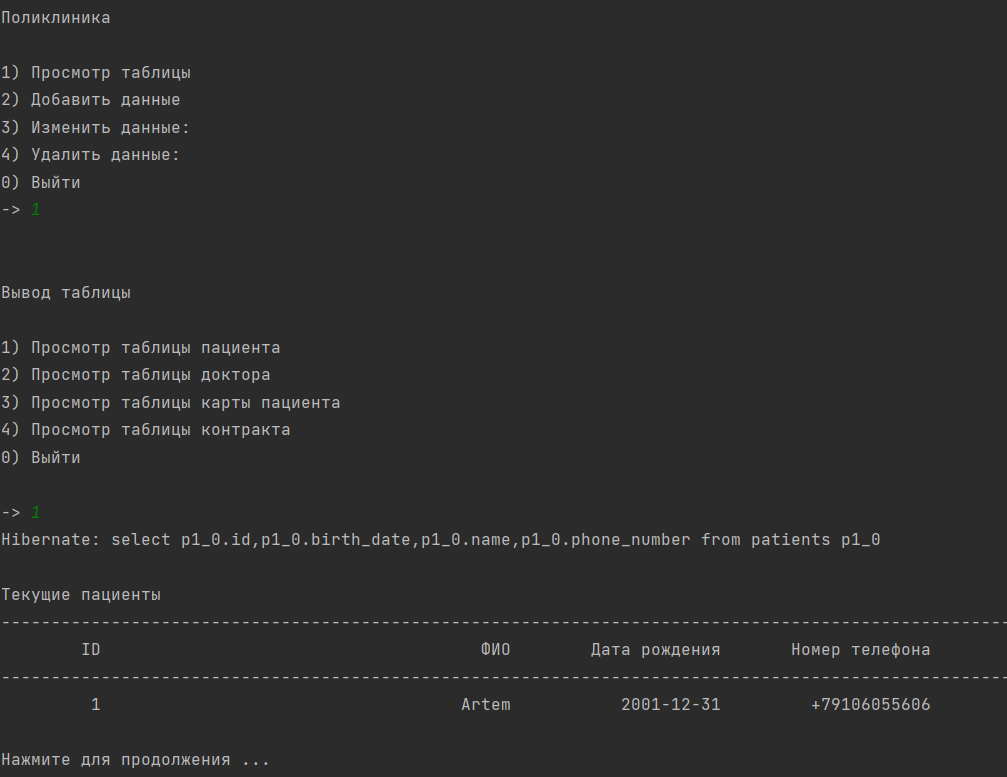 Поликлиника
1) Просмотр таблицы
2) Добавить данные
3) Изменить данные:
4) Удалить данные:
0) Выйти
-> 1
Вывод таблицы
1) Просмотр таблицы пациента
2) Просмотр таблицы доктора
3) Просмотр таблицы карты пациента
4) Просмотр таблицы контракта
0) Выйти
-> 1
Hibernate: select p1_0.id,p1_0.birth_date,p1_0.name,p1_0.phone_number from patients p1_0
Текущие пациенты
-----------------------------------------------------------------------------------------------------
ID ФИО Дата рождения Номер телефона
-----------------------------------------------------------------------------------------------------
1 Artem 2001-12-31 +79106055606
Нажмите для продолжения ...